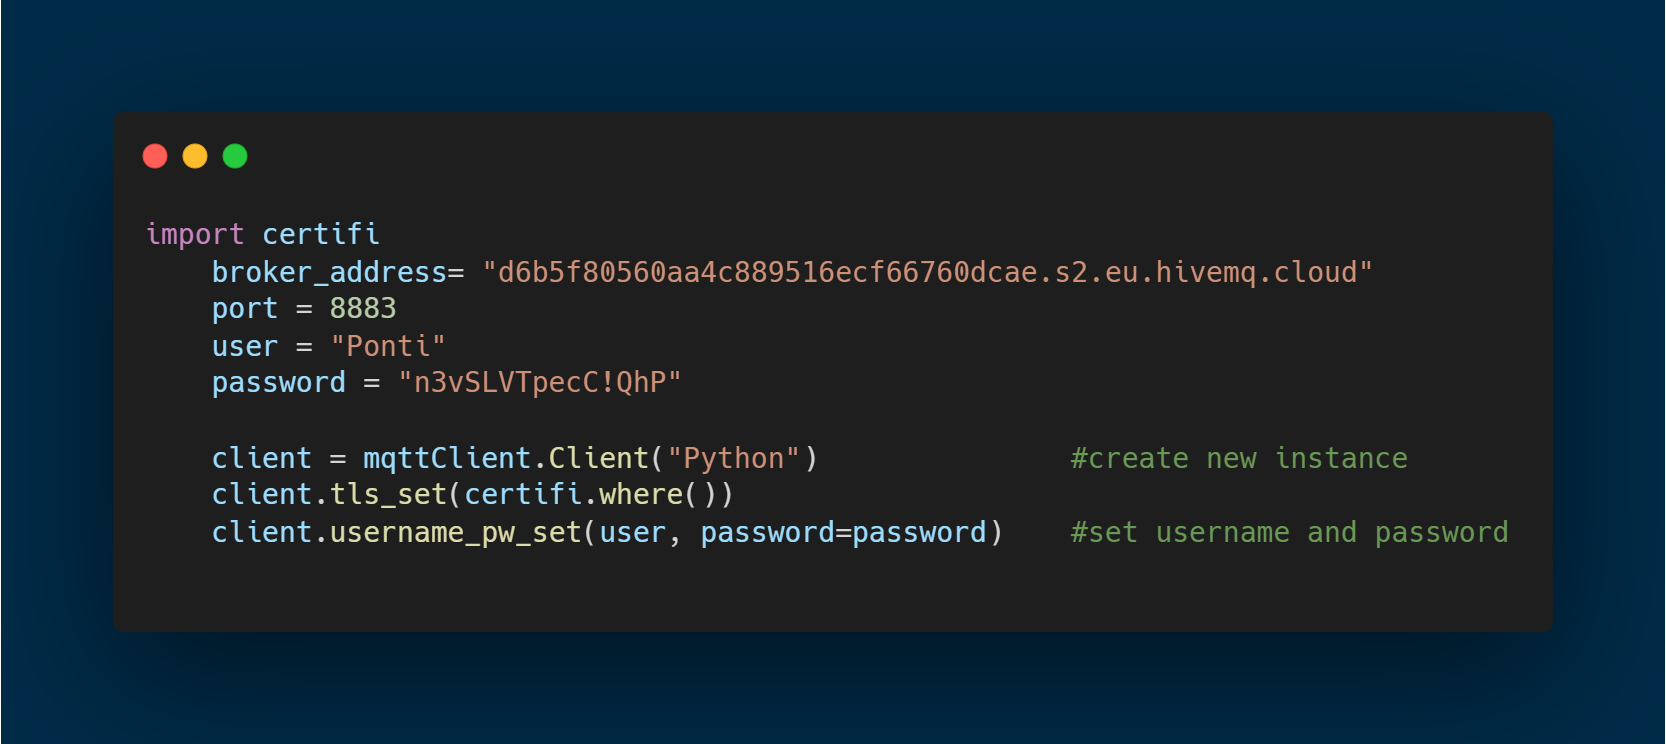 import certifi
broker_address= "d6b5f80560aa4c889516ecf66760dcae.s2.eu.hivemq.cloud"
port = 8883
user = "Ponti"
password = "n3vSLVTpecC!QhP"
client = mqttClient.Client("Python") #create new instance
client.tls_set(certifi.where())
client.username_pw_set(user, password=password) #set username and password